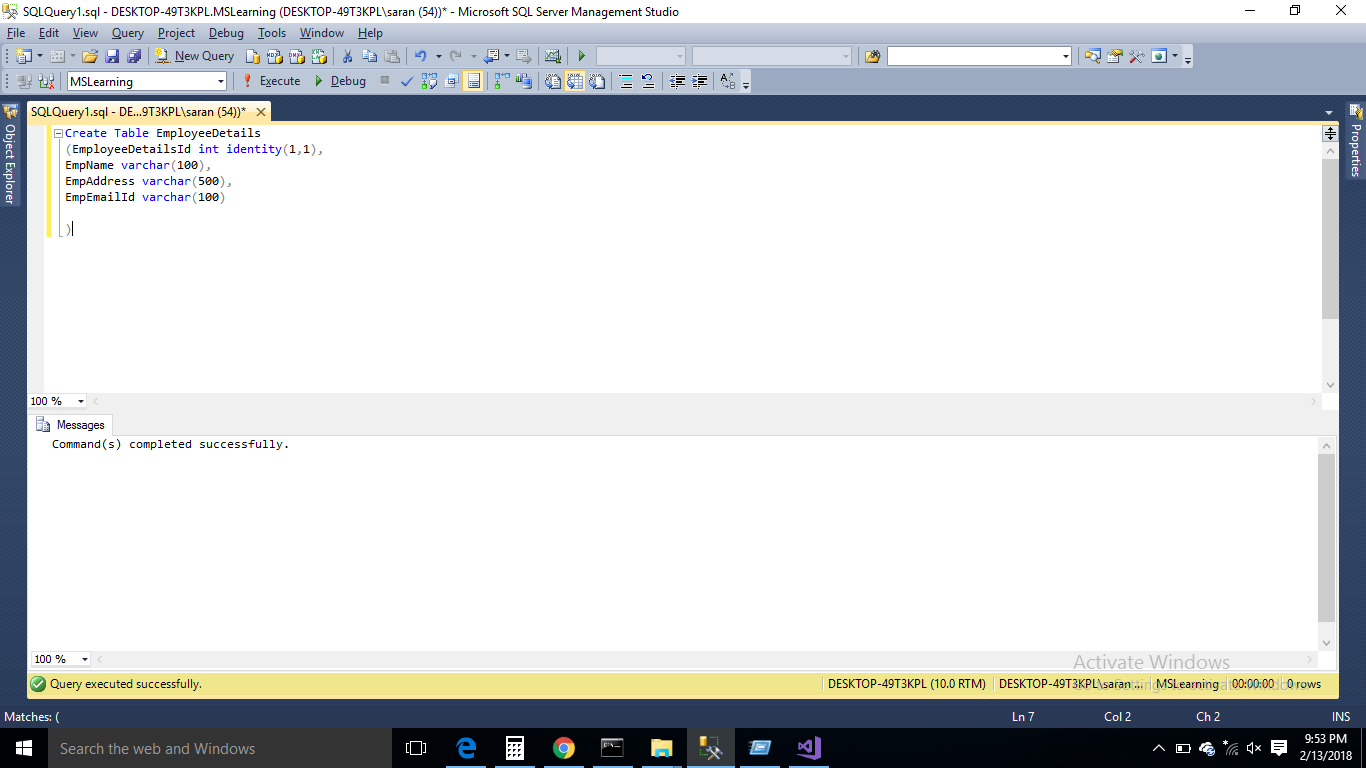 SQLQuery1.sql - DESKTOP-49T3KPL.MSLearning (DESKTOP-49T3KPL\saran (54))* - Microsoft SQL Server Management Studio
File Edit View Query Project Debug Tools Window Help
New Query
MSLearning Execute Debug
SQLQuery1.sql - DE...9T3KPL\saran (54))*
Object Explorer
Properties
Create Table EmployeeDetails
(EmployeeDetailsId int identity(1,1),
EmpName varchar(100),
EmpAddress varchar(500),
EmpEmailId varchar(100)
)
100 %
Messages
Command(s) completed successfully.
100 %
Activate Windows
Query executed successfully. DESKTOP-49T3KPL (10.0 RTM) DESKTOP-49T3KPL\saran ... MSLearning 00:00:00 0 rows
Matches: ( Ln 7 Col 2 Ch 2 INS
Search the web and Windows
9:53 PM
2/13/2018